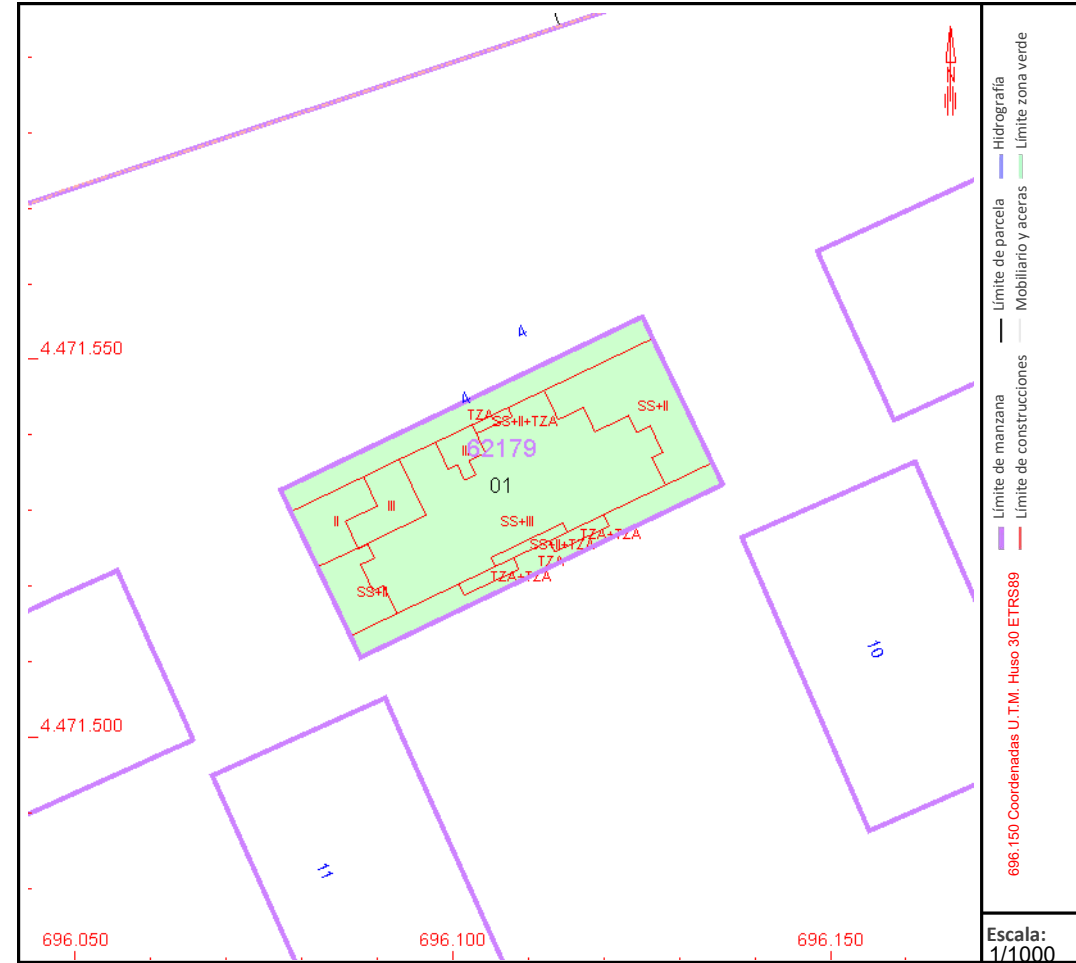 N
4
4.471.550
4
TZA
SS+II
SS+II+TZA
II
62179
01
III
II
SS+III
TZA+TZA
SS+II+TZA
TZA
TZA+TZA
SS+II
10
4.471.500
11
696.050
696.100
696.150
Hidrografía
Límite zona verde
Límite de parcela
Mobiliario y aceras
Límite de manzana
Límite de construcciones
696.150 Coordenadas U.T.M. Huso 30 ETRS89
Escala:
1/1000